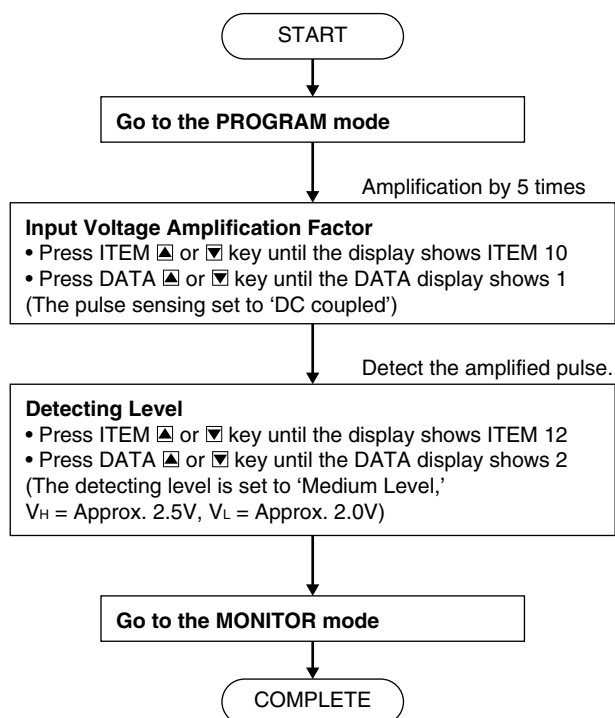 START
Go to the PROGRAM mode
Amplification by 5 times
Input Voltage Amplification Factor
• Press ITEM ▲ or ▼ key until the display shows ITEM 10
• Press DATA ▲ or ▼ key until the DATA display shows 1
(The pulse sensing set to ‘DC coupled’)
Detect the amplified pulse.
Detecting Level
• Press ITEM ▲ or ▼ key until the display shows ITEM 12
• Press DATA ▲ or ▼ key until the DATA display shows 2
(The detecting level is set to ‘Medium Level,’
VH = Approx. 2.5V, VL = Approx. 2.0V)
Go to the MONITOR mode
COMPLETE